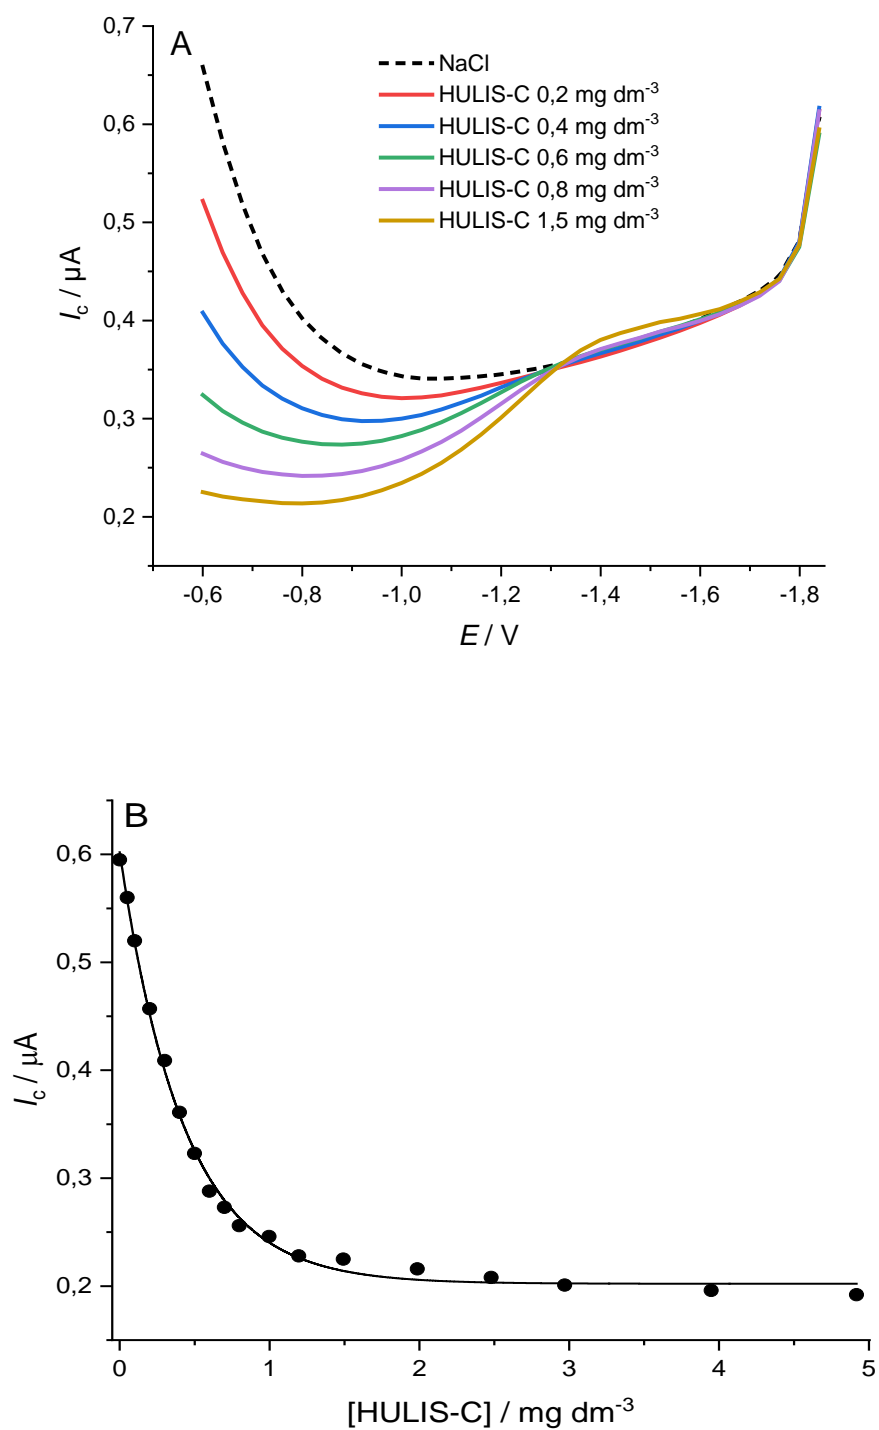 A
0,7
0,6
0,5
0,4
0,3
0,2
I_c / µA
NaCl
HULIS-C 0,2 mg dm⁻³
HULIS-C 0,4 mg dm⁻³
HULIS-C 0,6 mg dm⁻³
HULIS-C 0,8 mg dm⁻³
HULIS-C 1,5 mg dm⁻³
-0,6 -0,8 -1,0 -1,2 -1,4 -1,6 -1,8
E / V
B
0,6
0,5
0,4
0,3
0,2
I_c / µA
0 1 2 3 4 5
[HULIS-C] / mg dm⁻³